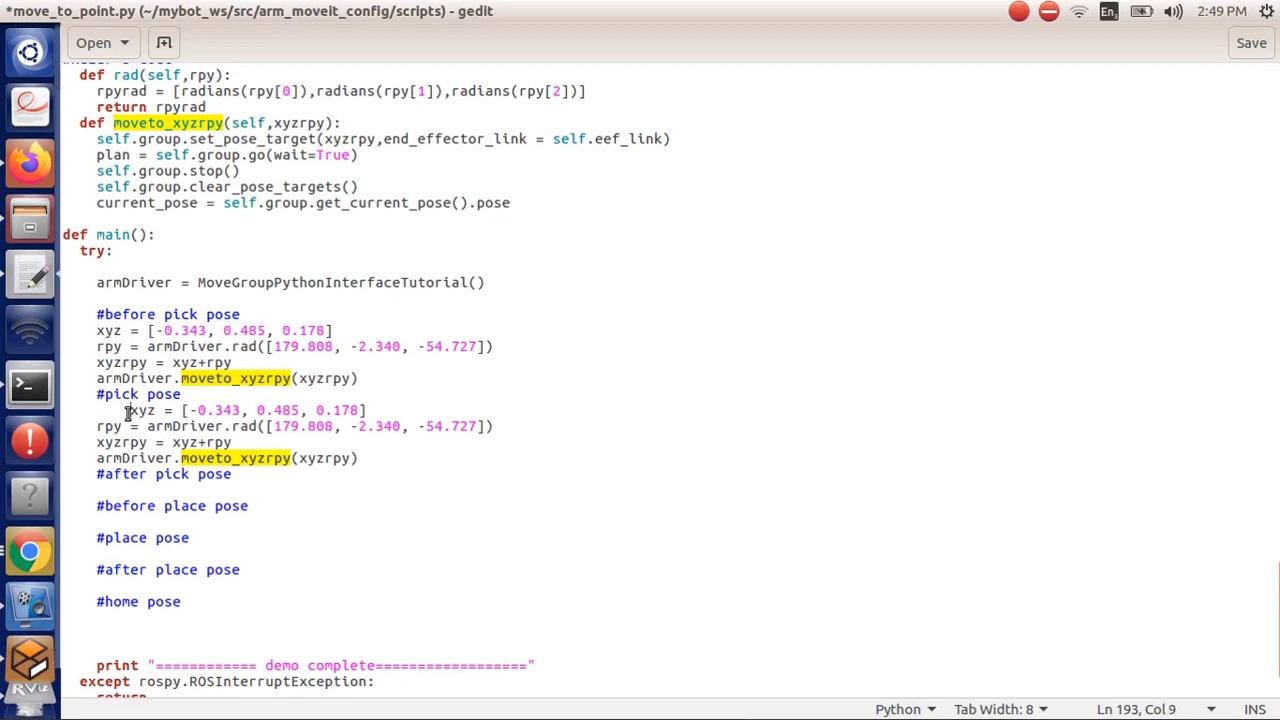 *move_to_point.py (~/mybot_ws/src/arm_moveit_config/scripts) - gedit
En
2:49 PM
Open
Save
def rad(self,rpy):
rpyrad = [radians(rpy[0]),radians(rpy[1]),radians(rpy[2])]
return rpyrad
def moveto_xyzrpy(self,xyzrpy):
self.group.set_pose_target(xyzrpy,end_effector_link = self.eef_link)
plan = self.group.go(wait=True)
self.group.stop()
self.group.clear_pose_targets()
current_pose = self.group.get_current_pose().pose
def main():
try:
armDriver = MoveGroupPythonInterfaceTutorial()
#before pick pose
xyz = [-0.343, 0.485, 0.178]
rpy = armDriver.rad([179.808, -2.340, -54.727])
xyzrpy = xyz+rpy
armDriver.moveto_xyzrpy(xyzrpy)
#pick pose
xyz = [-0.343, 0.485, 0.178]
rpy = armDriver.rad([179.808, -2.340, -54.727])
xyzrpy = xyz+rpy
armDriver.moveto_xyzrpy(xyzrpy)
#after pick pose
#before place pose
#place pose
#after place pose
#home pose
print "============ demo complete=================="
except rospy.ROSInterruptException:
return
RViz
Python
Tab Width: 8
Ln 193, Col 9
INS